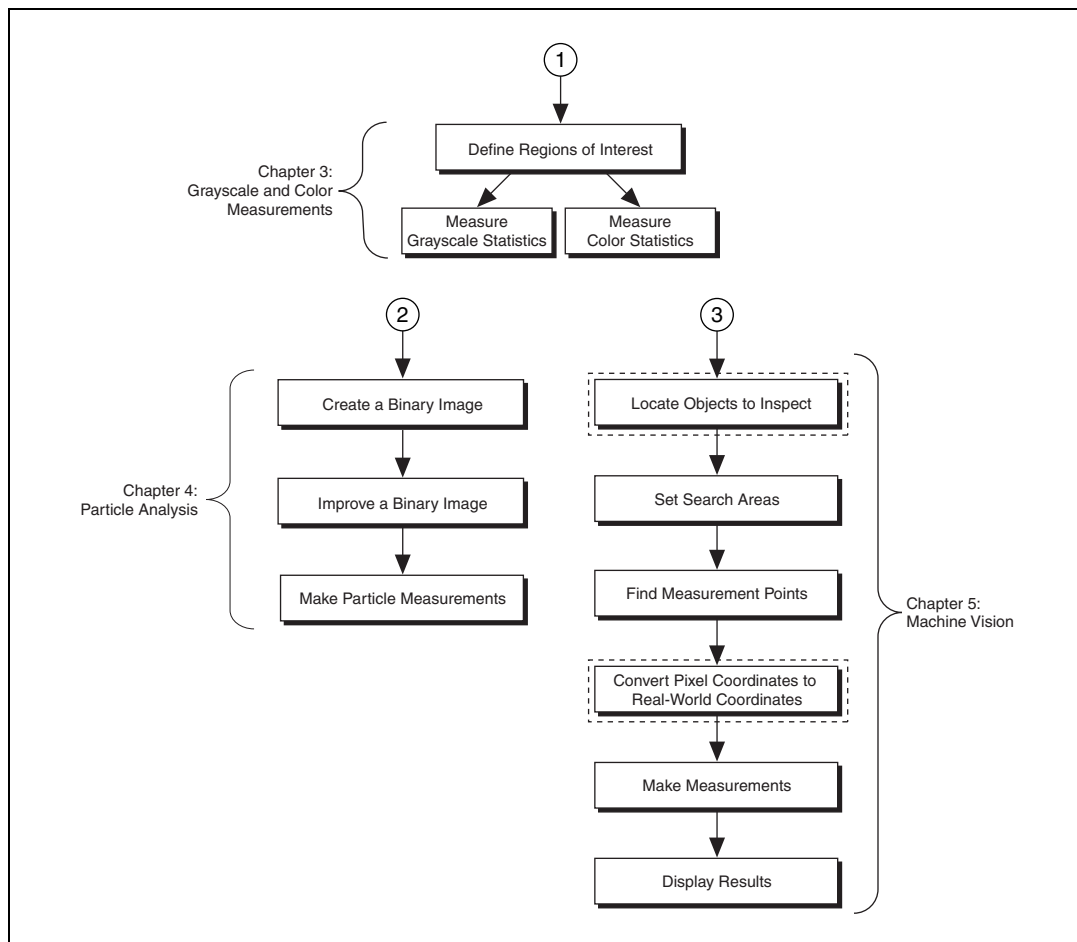 1
Define Regions of Interest
Chapter 3:
Grayscale and Color
Measurements
Measure
Grayscale Statistics
Measure
Color Statistics
2
Create a Binary Image
Improve a Binary Image
Make Particle Measurements
Chapter 4:
Particle Analysis
3
Locate Objects to Inspect
Set Search Areas
Find Measurement Points
Convert Pixel Coordinates to
Real-World Coordinates
Make Measurements
Display Results
Chapter 5:
Machine Vision